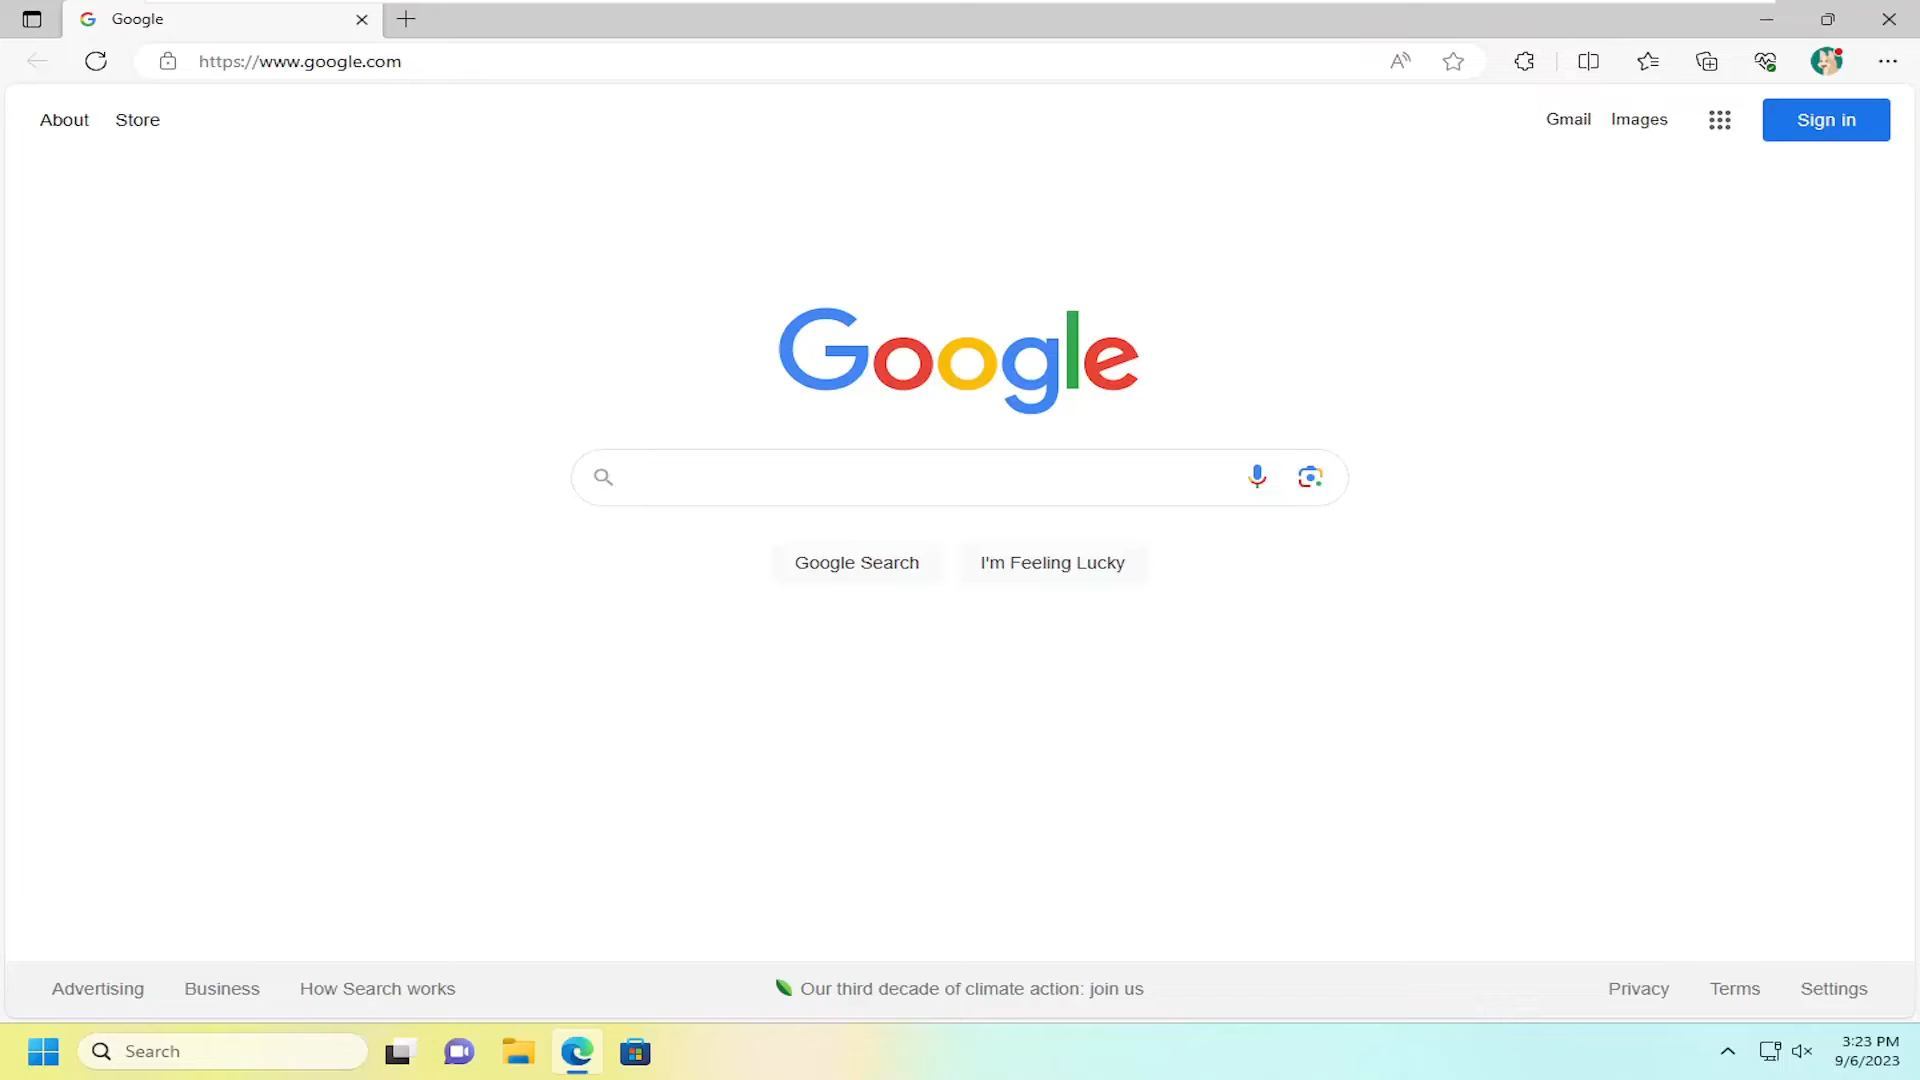 Google
https://www.google.com
About Store Gmail Images Sign in
Google
Google Search I'm Feeling Lucky
Advertising Business How Search works Our third decade of climate action: join us Privacy Terms Settings
Search
3:23 PM
9/6/2023